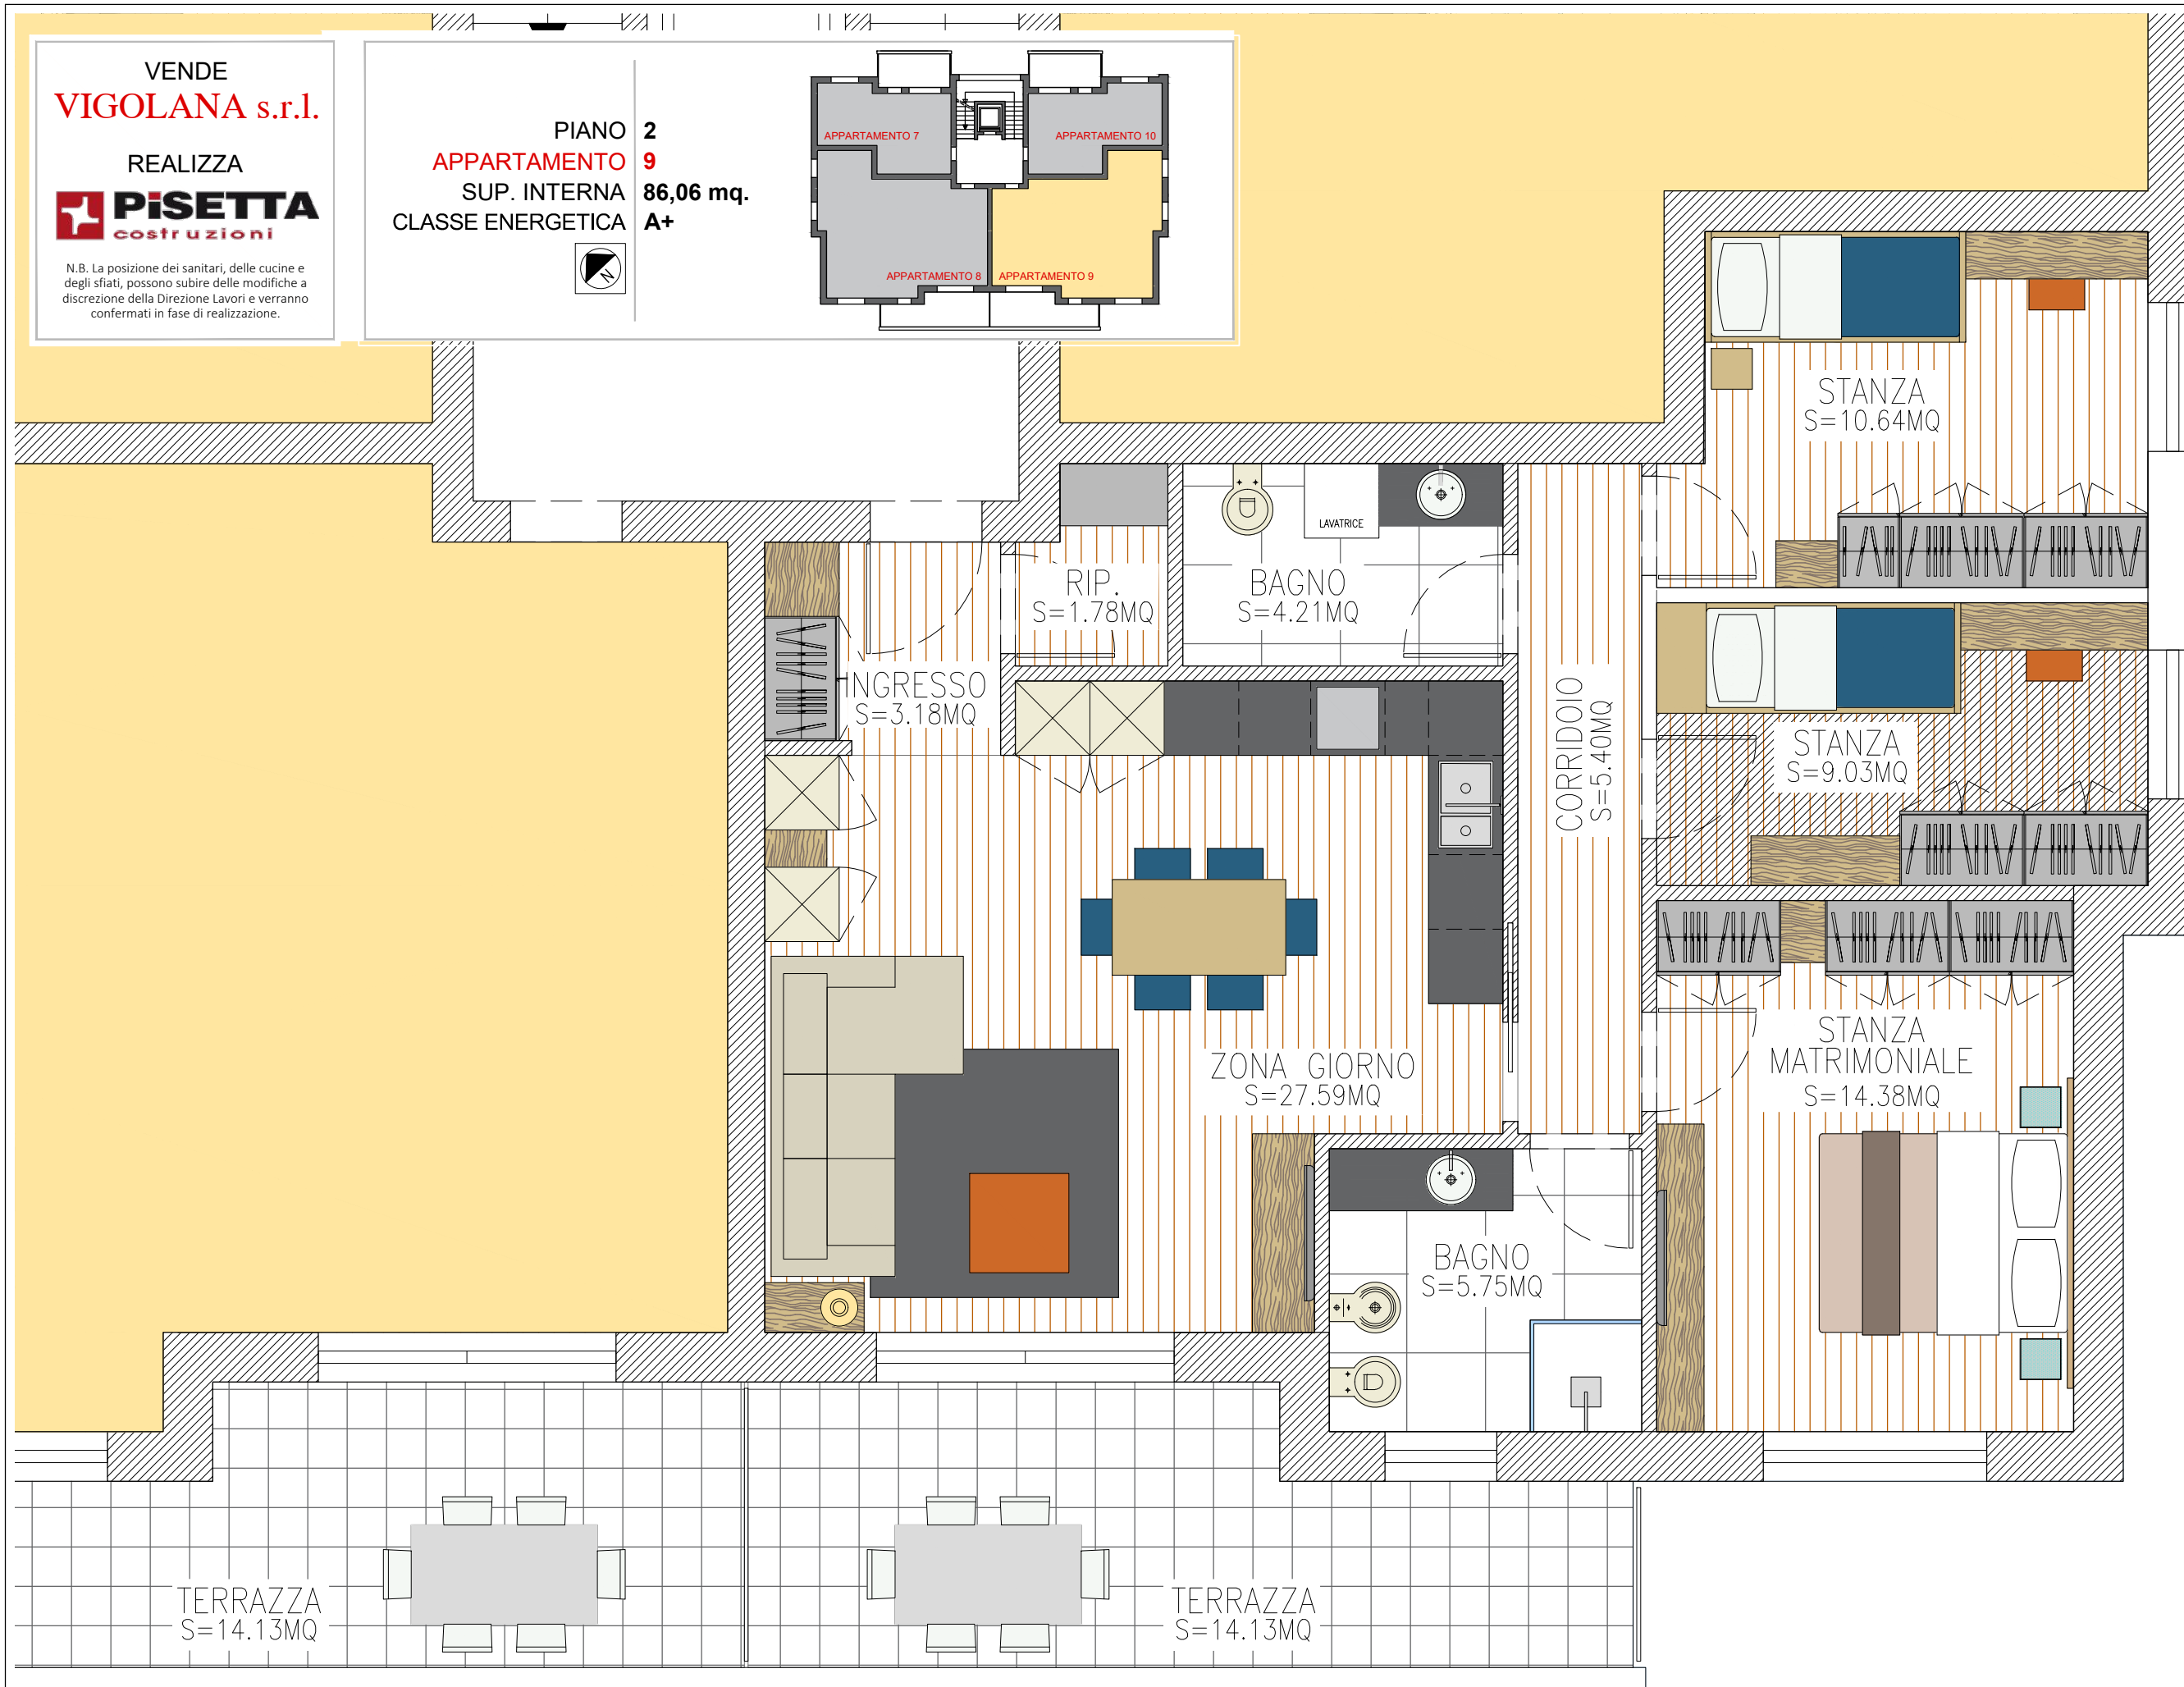 VENDE
VIGOLANA s.r.l.
REALIZZA
PiSETTA
costruzioni
N.B. La posizione dei sanitari, delle cucine e
degli sfiati, possono subire delle modifiche a
discrezione della Direzione Lavori e verranno
confermati in fase di realizzazione.
PIANO 2
APPARTAMENTO 9
SUP. INTERNA 86,06 mq.
CLASSE ENERGETICA A+
N
APPARTAMENTO 7
APPARTAMENTO 10
APPARTAMENTO 8
APPARTAMENTO 9
STANZA
S=10.64MQ
LAVATRICE
RIP.
S=1.78MQ
BAGNO
S=4.21MQ
INGRESSO
S=3.18MQ
CORRIDOIO
S=5.40MQ
STANZA
S=9.03MQ
ZONA GIORNO
S=27.59MQ
STANZA
MATRIMONIALE
S=14.38MQ
BAGNO
S=5.75MQ
TERRAZZA
S=14.13MQ
TERRAZZA
S=14.13MQ